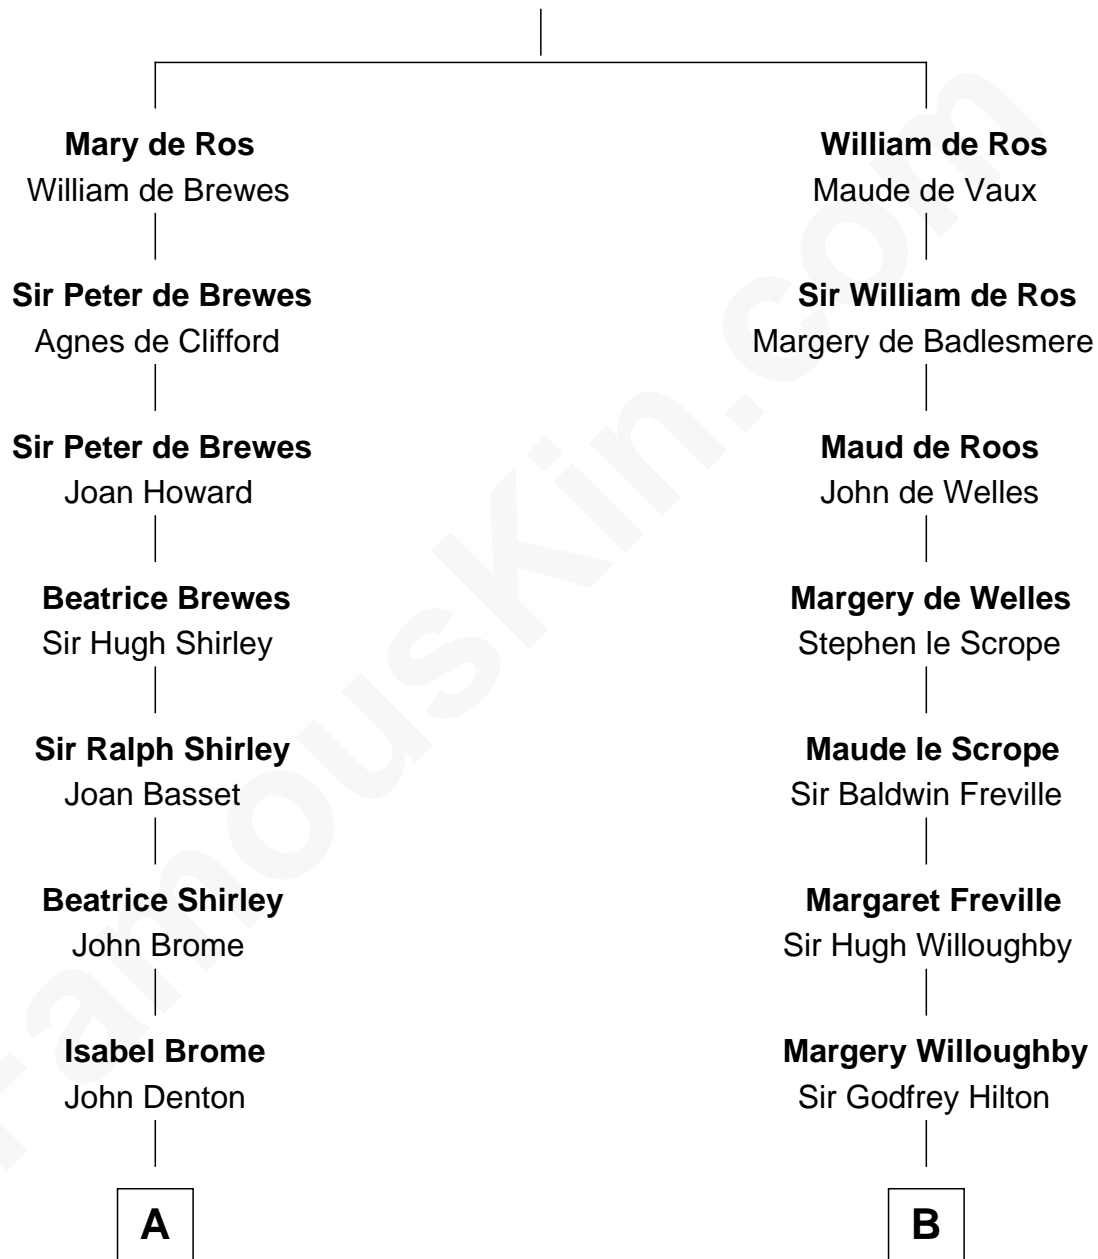 Mary de Ros
William de Brewes
William de Ros
Maude de Vaux
Sir Peter de Brewes
Agnes de Clifford
Sir William de Ros
Margery de Badlesmere
Sir Peter de Brewes
Joan Howard
Maud de Roos
John de Welles
Beatrice Brewes
Sir Hugh Shirley
Margery de Welles
Stephen le Scrope
Sir Ralph Shirley
Joan Basset
Maude le Scrope
Sir Baldwin Freville
Beatrice Shirley
John Brome
Margaret Freville
Sir Hugh Willoughby
Isabel Brome
John Denton
Margery Willoughby
Sir Godfrey Hilton
A
B
FamousKin.com